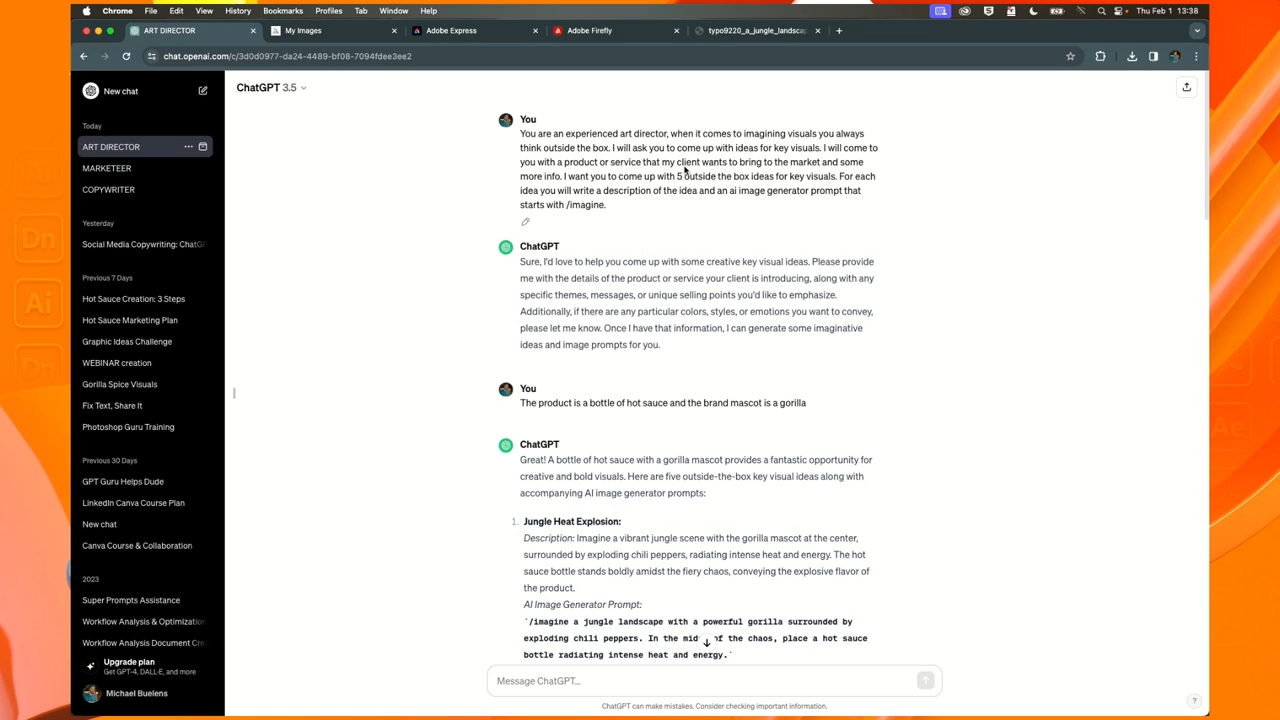 Chrome File Edit View History Bookmarks Profiles Tab Window Help Thu Feb 1 13:38
ART DIRECTOR My Images Adobe Express Adobe Firefly typo9220_a_jungle_landsca
chat.openai.com/c/3d0d0977-da24-4489-bf08-7094fdee3ee2
New chat
Today
ART DIRECTOR
MARKETEER
COPYWRITER
Yesterday
Social Media Copywriting: ChatGP
Previous 7 Days
Hot Sauce Creation: 3 Steps
Hot Sauce Marketing Plan
Graphic Ideas Challenge
WEBINAR creation
Gorilla Spice Visuals
Fix Text, Share It
Photoshop Guru Training
Previous 30 Days
GPT Guru Helps Dude
LinkedIn Canva Course Plan
New chat
Canva Course & Collaboration
2023
Super Prompts Assistance
Workflow Analysis & Optimization
Workflow Analysis Document Cre
Upgrade plan
Get GPT-4, DALL·E, and more
Michael Buelens
ChatGPT 3.5
You
You are an experienced art director, when it comes to imagining visuals you always
think outside the box. I will ask you to come up with ideas for key visuals. I will come to
you with a product or service that my client wants to bring to the market and some
more info. I want you to come up with 5 outside the box ideas for key visuals. For each
idea you will write a description of the idea and an ai image generator prompt that
starts with /imagine.
ChatGPT
Sure, I'd love to help you come up with some creative key visual ideas. Please provide
me with the details of the product or service your client is introducing, along with any
specific themes, messages, or unique selling points you'd like to emphasize.
Additionally, if there are any particular colors, styles, or emotions you want to convey,
please let me know. Once I have that information, I can generate some imaginative
ideas and image prompts for you.
You
The product is a bottle of hot sauce and the brand mascot is a gorilla
ChatGPT
Great! A bottle of hot sauce with a gorilla mascot provides a fantastic opportunity for
creative and bold visuals. Here are five outside-the-box key visual ideas along with
accompanying AI image generator prompts:
1. Jungle Heat Explosion:
Description: Imagine a vibrant jungle scene with the gorilla mascot at the center,
surrounded by exploding chili peppers, radiating intense heat and energy. The hot
sauce bottle stands boldly amidst the fiery chaos, conveying the explosive flavor of
the product.
AI Image Generator Prompt:
`/imagine a jungle landscape with a powerful gorilla surrounded by
exploding chili peppers. In the mid of the chaos, place a hot sauce
bottle radiating intense heat and energy.`
Message ChatGPT...
ChatGPT can make mistakes. Consider checking important information.
?
Dn
Ai
Dn
Ae